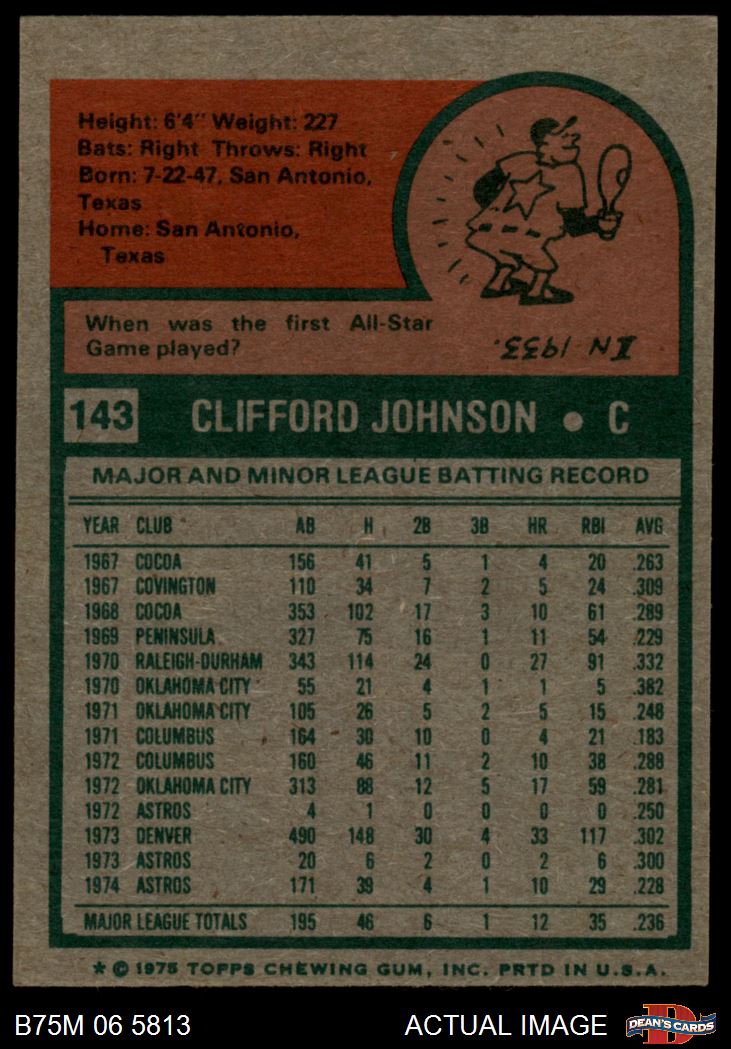 Height: 6'4" Weight: 227
Bats: Right Throws: Right
Born: 7-22-47, San Antonio,
Texas
Home: San Antonio,
Texas
When was the first All-Star
Game played?
IN 1933.
143 CLIFFORD JOHNSON • C
MAJOR AND MINOR LEAGUE BATTING RECORD
YEAR CLUB AB H 2B 3B HR RBI AVG
1967 COCOA 156 41 5 1 4 20 .263
1967 COVINGTON 110 34 7 2 5 24 .309
1968 COCOA 353 102 17 3 10 61 .289
1969 PENINSULA 327 75 16 1 11 54 .229
1970 RALEIGH-DURHAM 343 114 24 0 27 91 .332
1970 OKLAHOMA CITY 55 21 4 1 1 5 .382
1971 OKLAHOMA CITY 105 26 5 2 5 15 .248
1971 COLUMBUS 164 30 10 0 4 21 .183
1972 COLUMBUS 160 46 11 2 10 38 .288
1972 OKLAHOMA CITY 313 88 12 5 17 59 .281
1972 ASTROS 4 1 0 0 0 0 .250
1973 DENVER 490 148 30 4 33 117 .302
1973 ASTROS 20 6 2 0 2 6 .300
1974 ASTROS 171 39 4 1 10 29 .228
MAJOR LEAGUE TOTALS 195 46 6 1 12 35 .236
★ © 1975 TOPPS CHEWING GUM, INC. PRTD IN U.S.A.
B75M 06 5813 ACTUAL IMAGE D DEAN'S CARDS